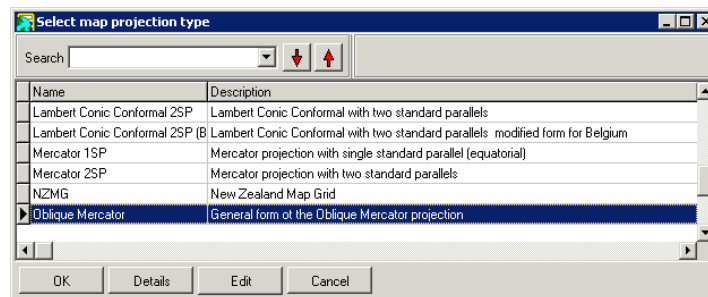 Select map projection type
Search
Name Description
Lambert Conic Conformal 2SP Lambert Conic Conformal with two standard parallels
Lambert Conic Conformal 2SP (B Lambert Conic Conformal with two standard parallels modified form for Belgium
Mercator 1SP Mercator projection with single standard parallel (equatorial)
Mercator 2SP Mercator projection with two standard parallels
NZMG New Zealand Map Grid
Oblique Mercator General form ot the Oblique Mercator projection
OK Details Edit Cancel